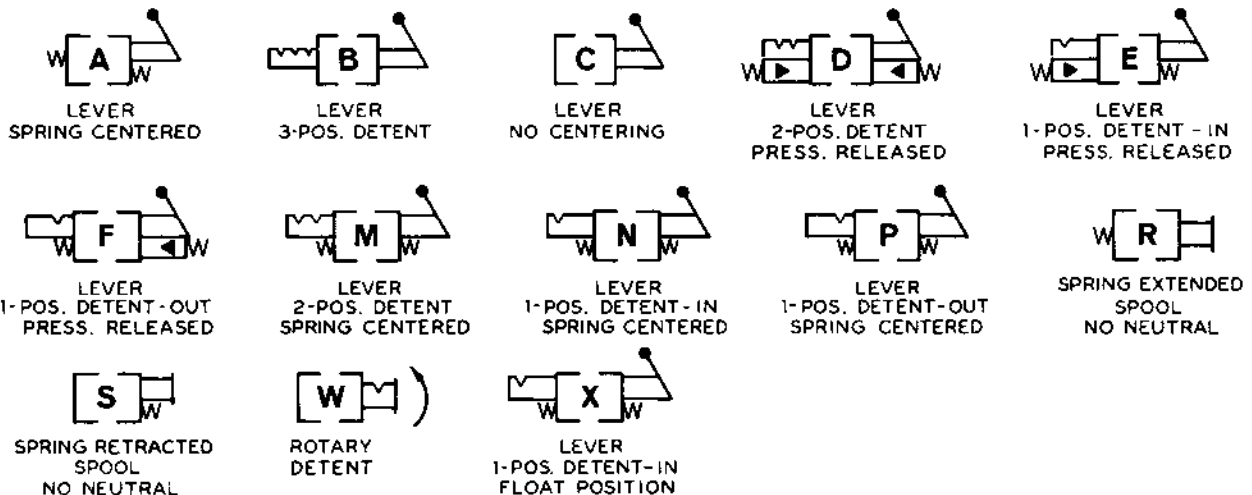 A
LEVER
SPRING CENTERED
B
LEVER
3-POS. DETENT
C
LEVER
NO CENTERING
D
LEVER
2-POS. DETENT
PRESS. RELEASED
E
LEVER
1-POS. DETENT-IN
PRESS. RELEASED
F
LEVER
1-POS. DETENT-OUT
PRESS. RELEASED
M
LEVER
2-POS. DETENT
SPRING CENTERED
N
LEVER
1-POS. DETENT-IN
SPRING CENTERED
P
LEVER
1-POS. DETENT-OUT
SPRING CENTERED
R
SPRING EXTENDED
SPOOL
NO NEUTRAL
S
SPRING RETRACTED
SPOOL
NO NEUTRAL
W
ROTARY
DETENT
X
LEVER
1-POS. DETENT-IN
FLOAT POSITION